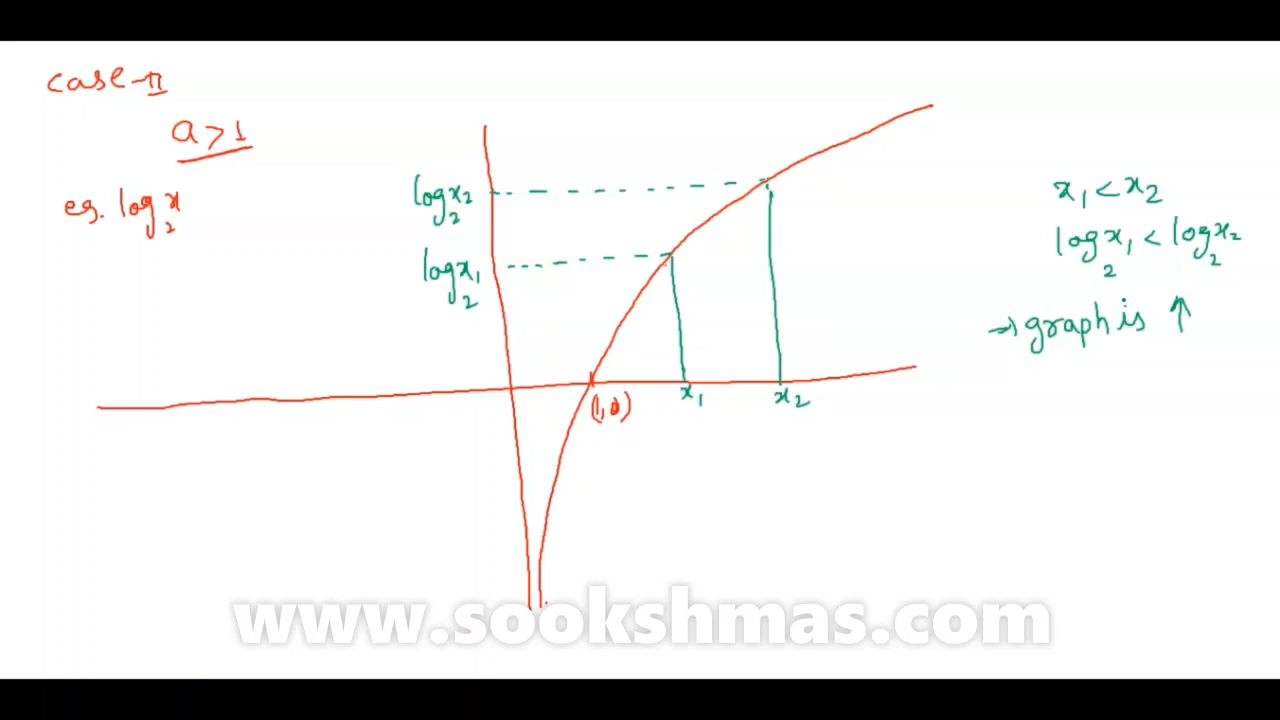 case-II
a > 1
eg. log₂x
log₂x₂
log₂x₁
(1,0)
x₁
x₂
x₁ < x₂
log₂x₁ < log₂x₂
→ graph is ↑
www.sookshmas.com